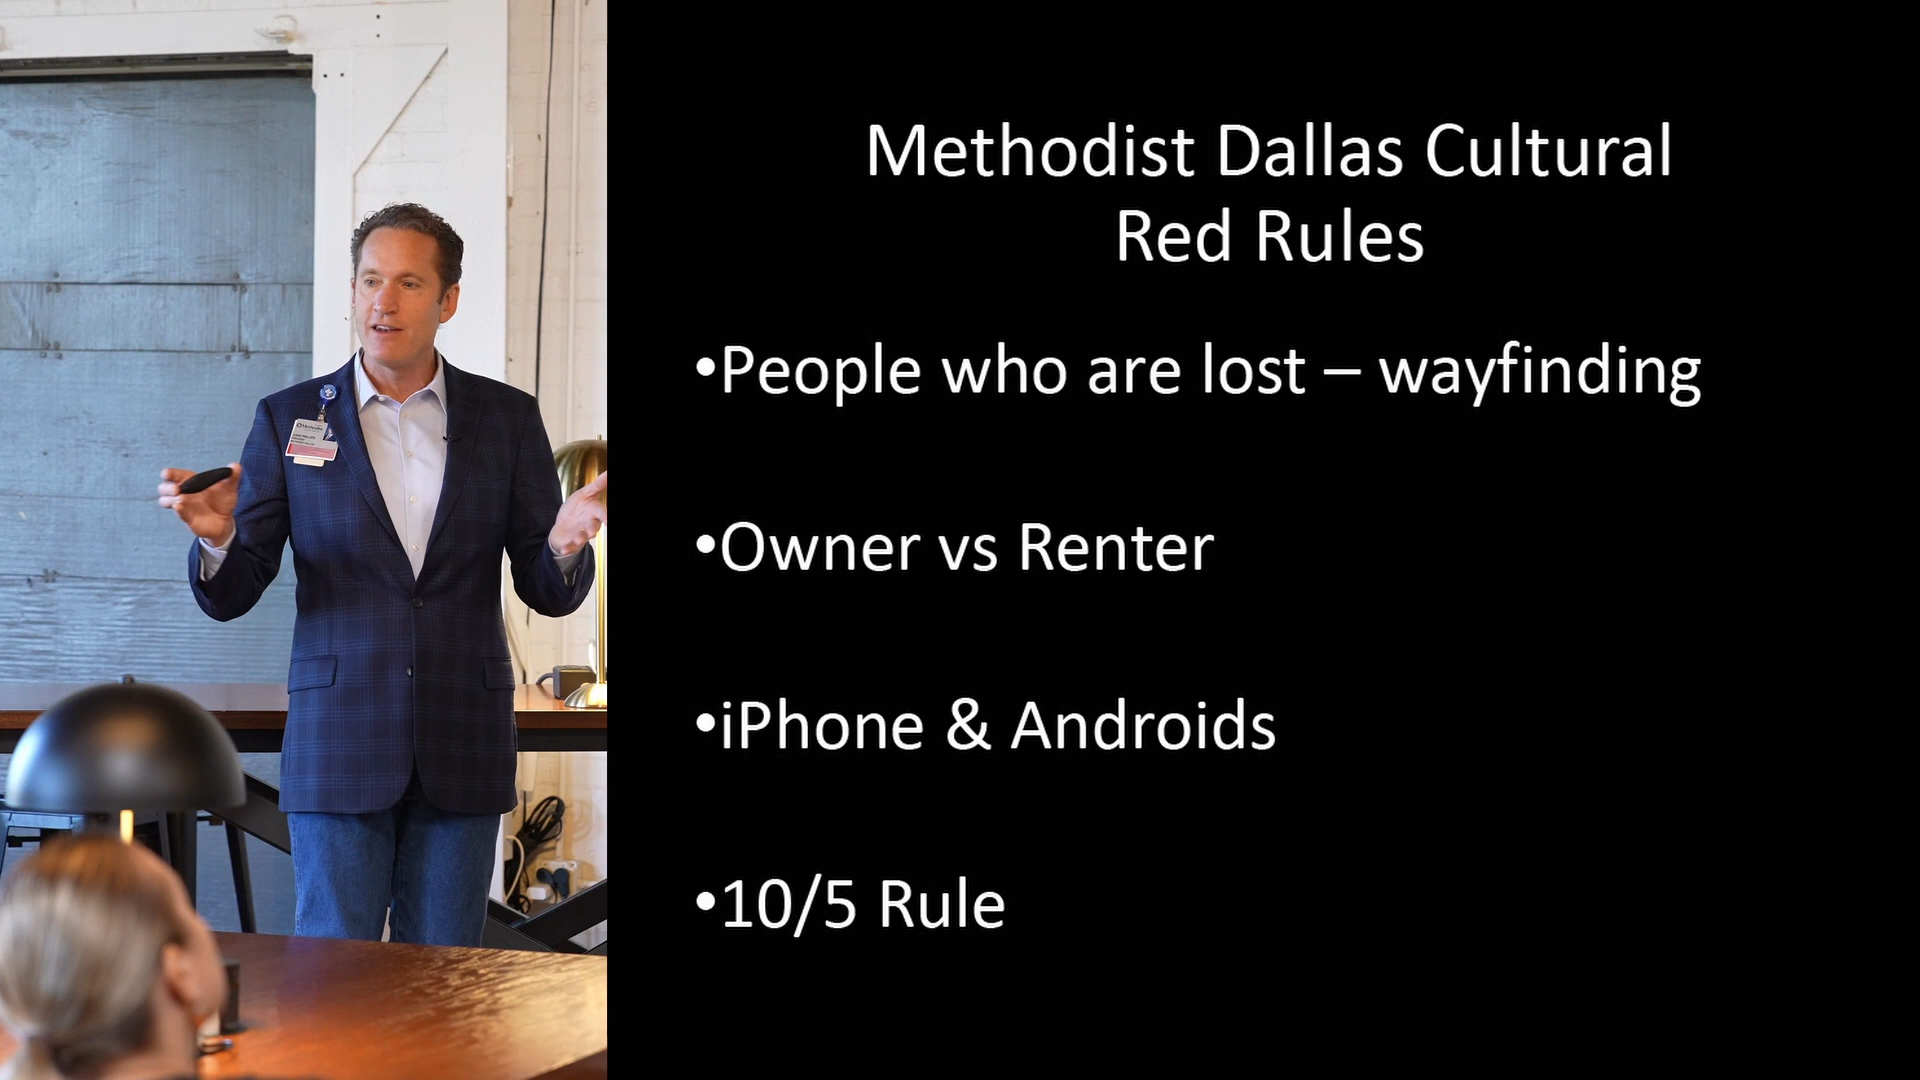 Methodist Dallas Cultural
Red Rules
•People who are lost – wayfinding
•Owner vs Renter
•iPhone & Androids
•10/5 Rule